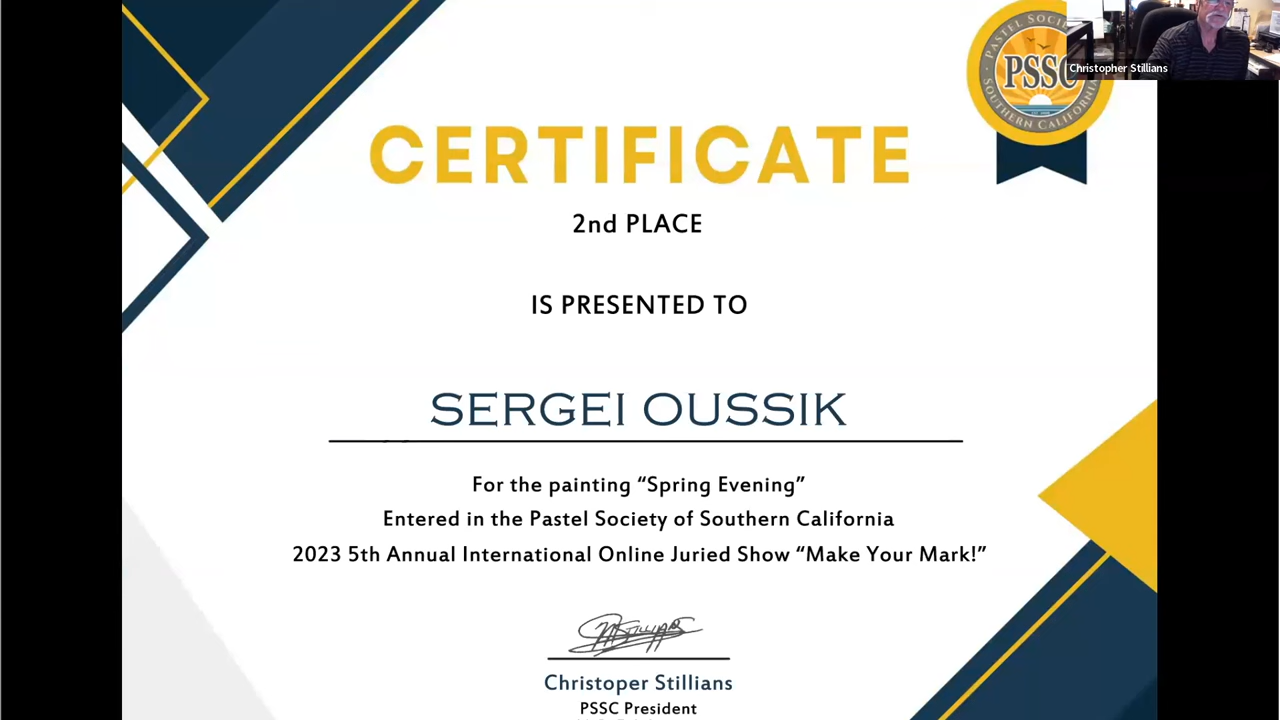 PASTEL SOCI
PSSC
SOUTHERN CALIFORNIA
Christopher Stillians
CERTIFICATE
2nd PLACE
IS PRESENTED TO
SERGEI OUSSIK
For the painting “Spring Evening”
Entered in the Pastel Society of Southern California
2023 5th Annual International Online Juried Show “Make Your Mark!”
Christoper Stillians
PSSC President